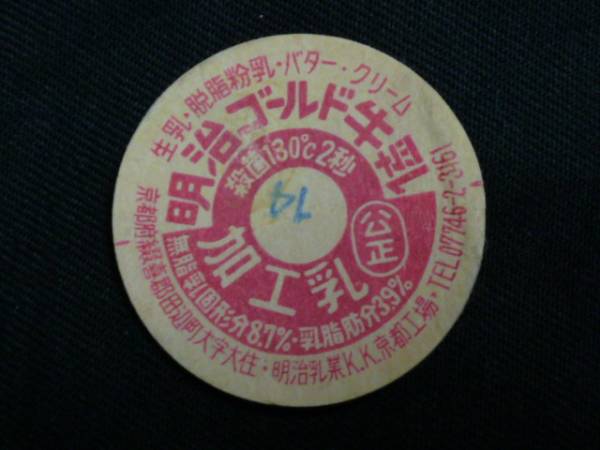 生乳・脱脂粉乳・バター・クリーム
明治ゴールド牛乳
殺菌130℃2秒
14
加工乳
公正
無脂乳固形分8.7%・乳脂肪分3.9%
京都府綴喜郡田辺町大字大住・明治乳業K.K.京都工場・TEL07746-2-3191